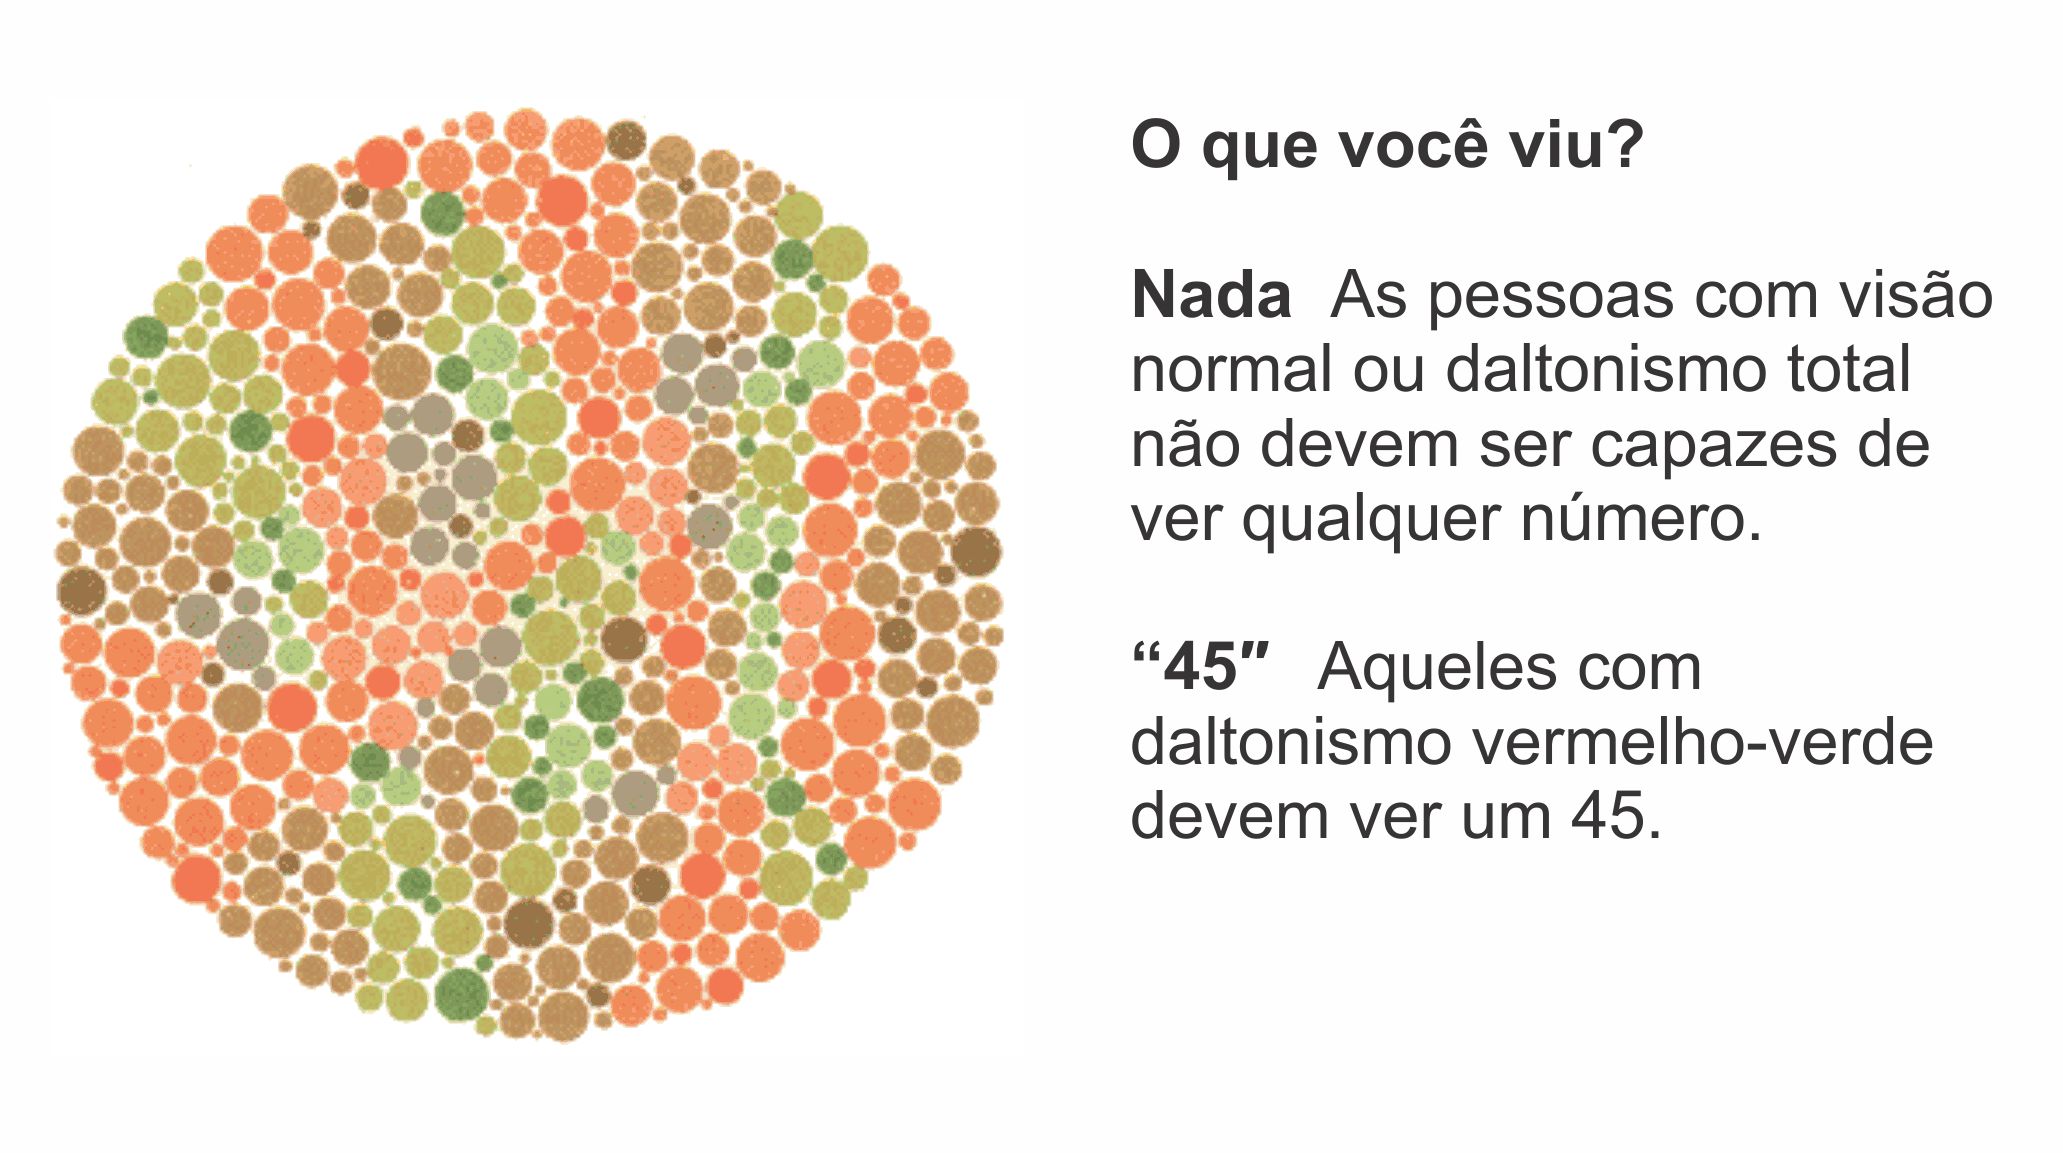 O que você viu?
Nada  As pessoas com visão
normal ou daltonismo total
não devem ser capazes de
ver qualquer número.
“45″  Aqueles com
daltonismo vermelho-verde
devem ver um 45.